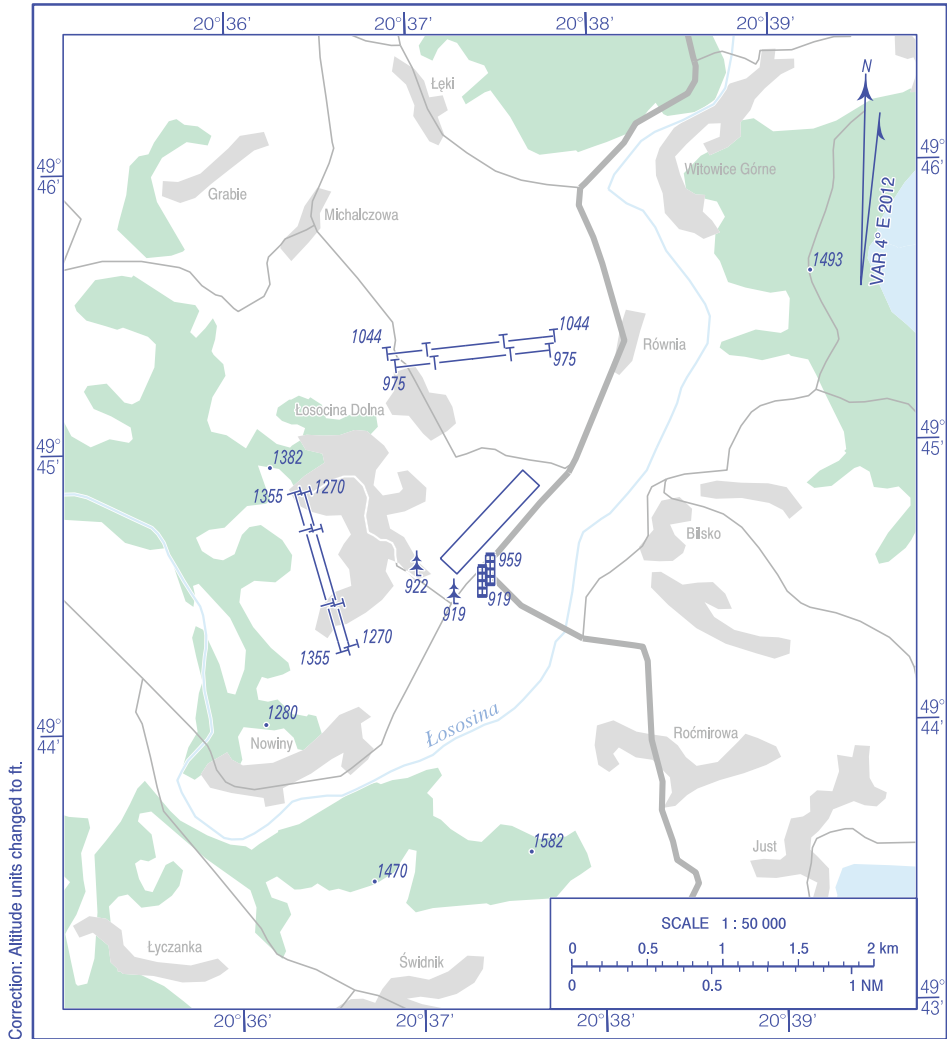 20°36' 20°37' 20°38' 20°39'
N
Łęki
49°
46'
49°
46'
Witowice Górne
Grabie
Michalczowa
VAR 4° E 2012
1493
1044
1044
Równia
975
975
Łosocina Dolna
49°
45'
49°
45'
1382
1355
1270
Bilsko
959
922
919
919
1270
1355
49°
44'
49°
44'
1280
Nowiny
Łososina
Roćmirowa
1582
Just
1470
SCALE 1 : 50 000
0 0.5 1 1.5 2 km
0 0.5 1 NM
Łyczanka
Świdnik
49°
43'
20°36' 20°37' 20°38' 20°39'
Correction: Altitude units changed to ft.